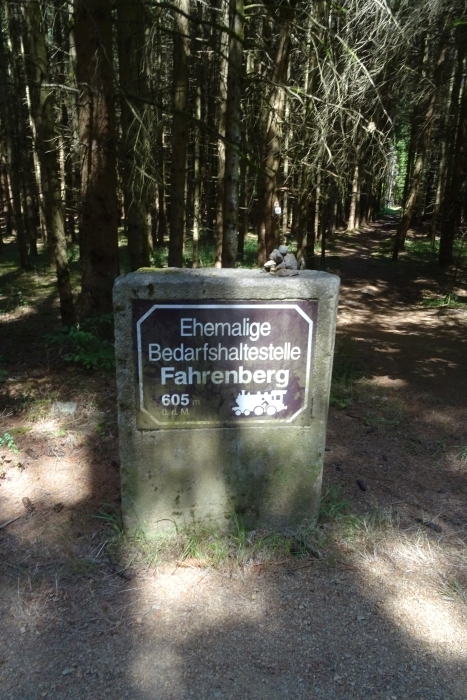 Ehemalige
Bedarfshaltestelle
Fahrenberg
605 m
ü.n.M.